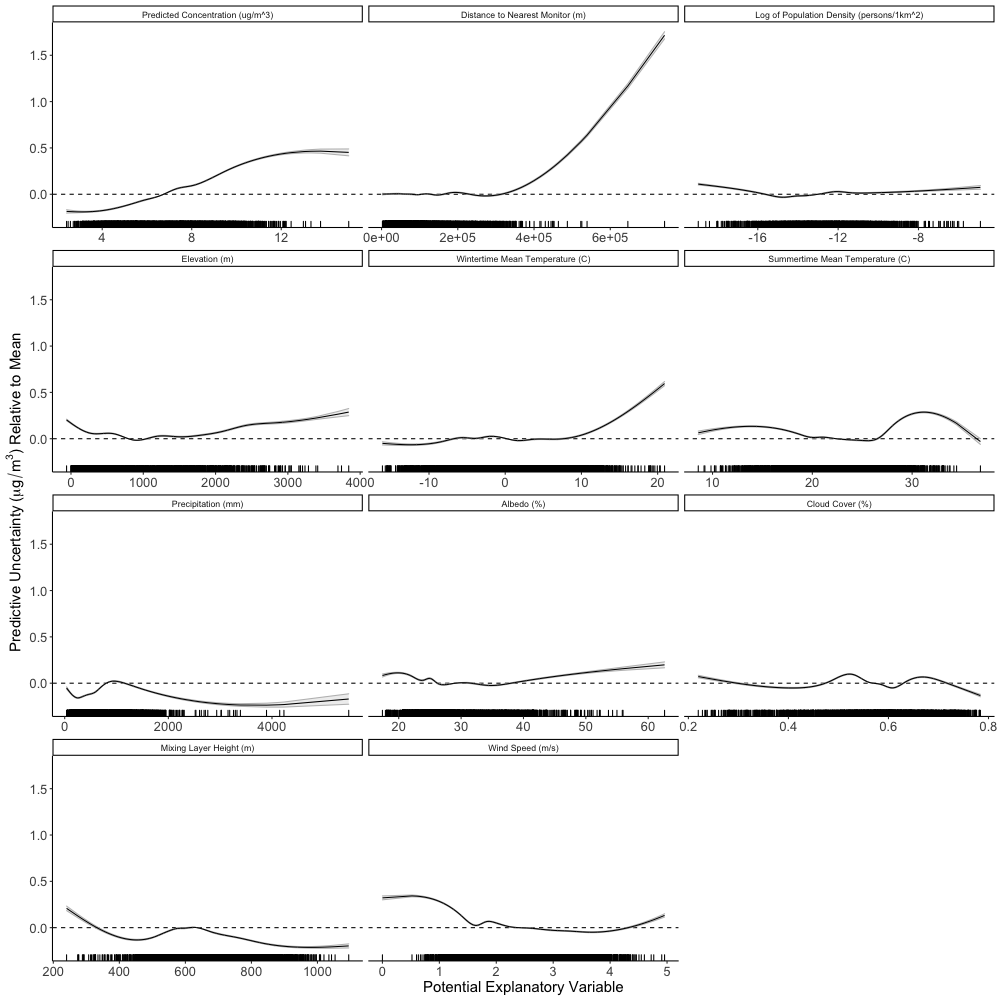 Predicted Concentration (ug/m^3)
Distance to Nearest Monitor (m)
Log of Population Density (persons/1km^2)
1.5
1.0
0.5
0.0
4 8 12
0e+00 2e+05 4e+05 6e+05
-16 -12 -8
Elevation (m)
Wintertime Mean Temperature (C)
Summertime Mean Temperature (C)
1.5
1.0
0.5
0.0
0 1000 2000 3000 4000
-10 0 10 20
10 20 30
Precipitation (mm)
Albedo (%)
Cloud Cover (%)
1.5
1.0
0.5
0.0
0 2000 4000
20 30 40 50 60
0.2 0.4 0.6 0.8
Mixing Layer Height (m)
Wind Speed (m/s)
1.5
1.0
0.5
0.0
200 400 600 800 1000
0 1 2 3 4 5
Predictive Uncertainty (μg/m³) Relative to Mean
Potential Explanatory Variable